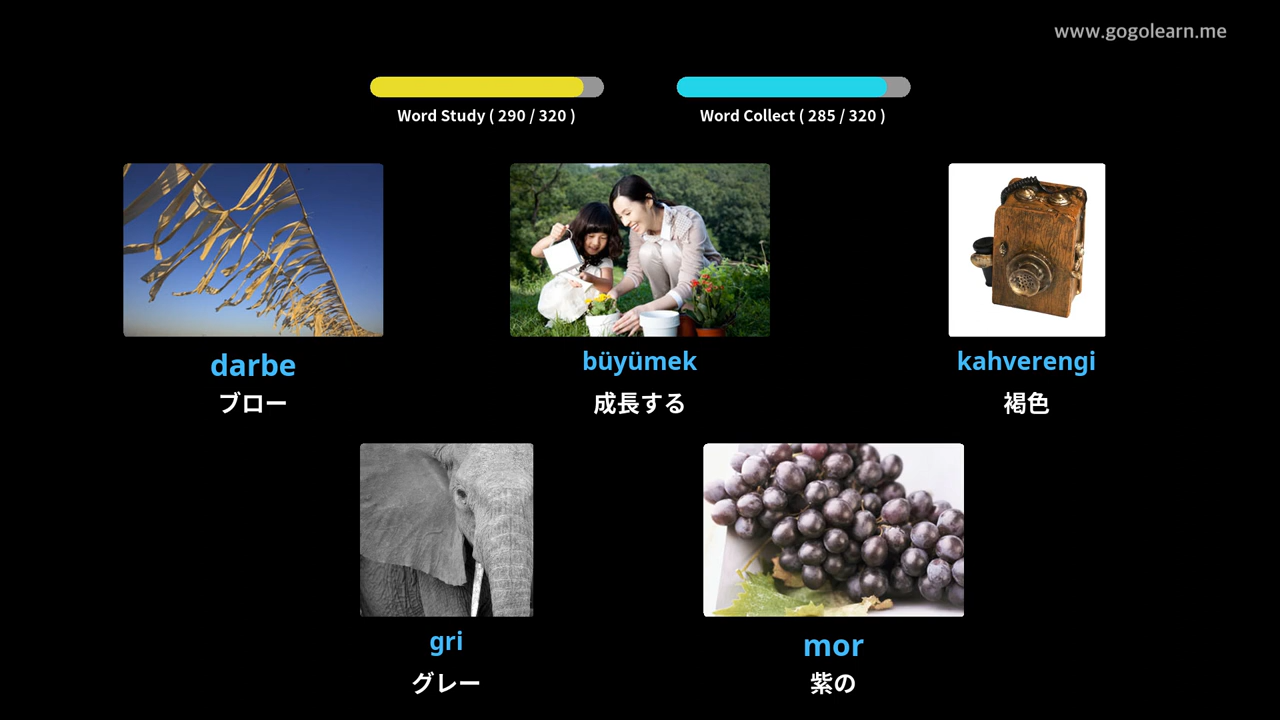 www.gogolearn.me
Word Study ( 290 / 320 )
Word Collect ( 285 / 320 )
darbe
ブロー
büyümek
成長する
kahverengi
褐色
gri
グレー
mor
紫の